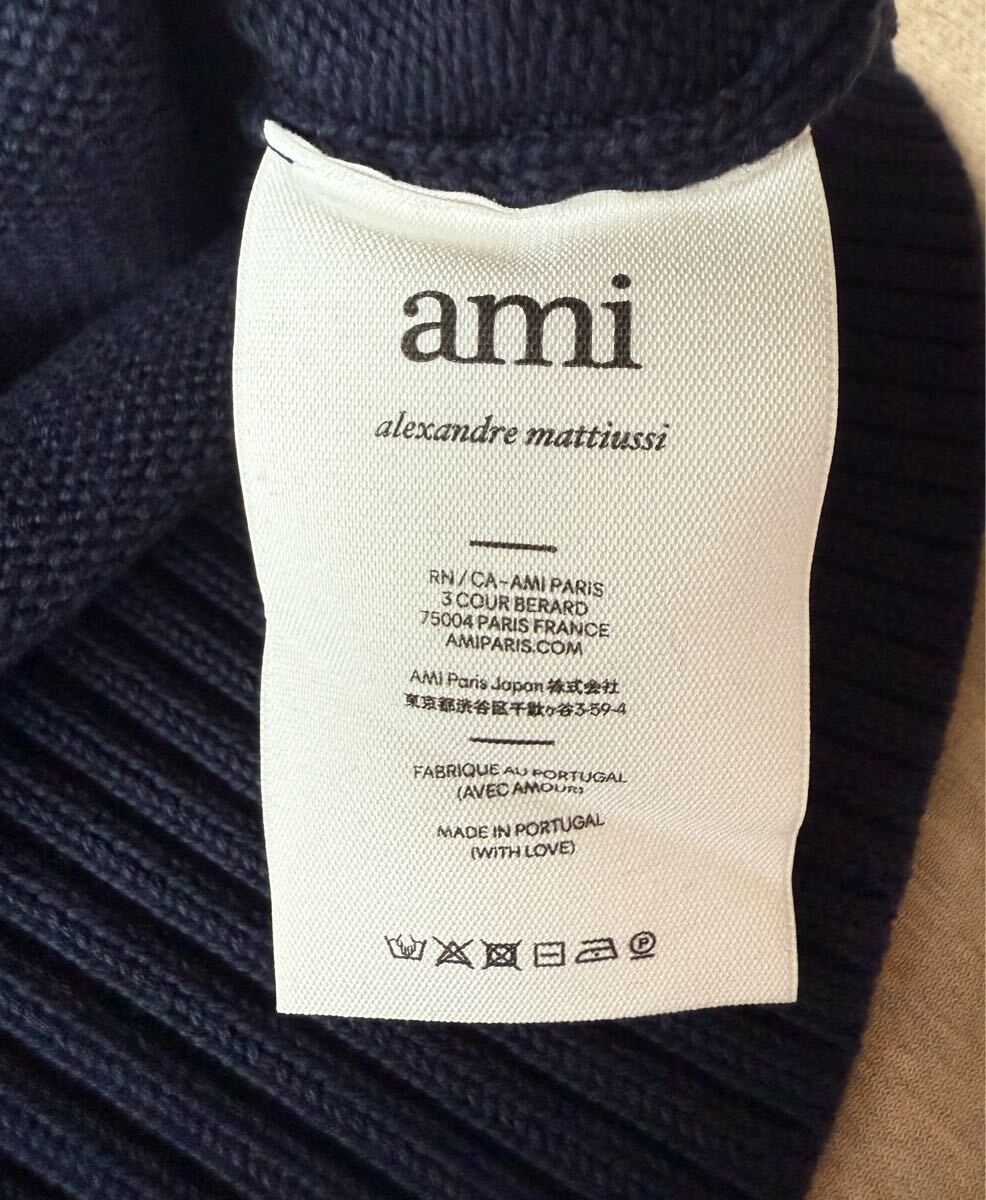 ami
alexandre mattiussi
RN/CA-AMI PARIS
3 COUR BERARD
75004 PARIS FRANCE
AMIPARIS.COM
AMI Paris Japan 株式会社
東京都渋谷区千駄ヶ谷3-59-4
FABRIQUE AU PORTUGAL
(AVEC AMOUR)
MADE IN PORTUGAL
(WITH LOVE)
P